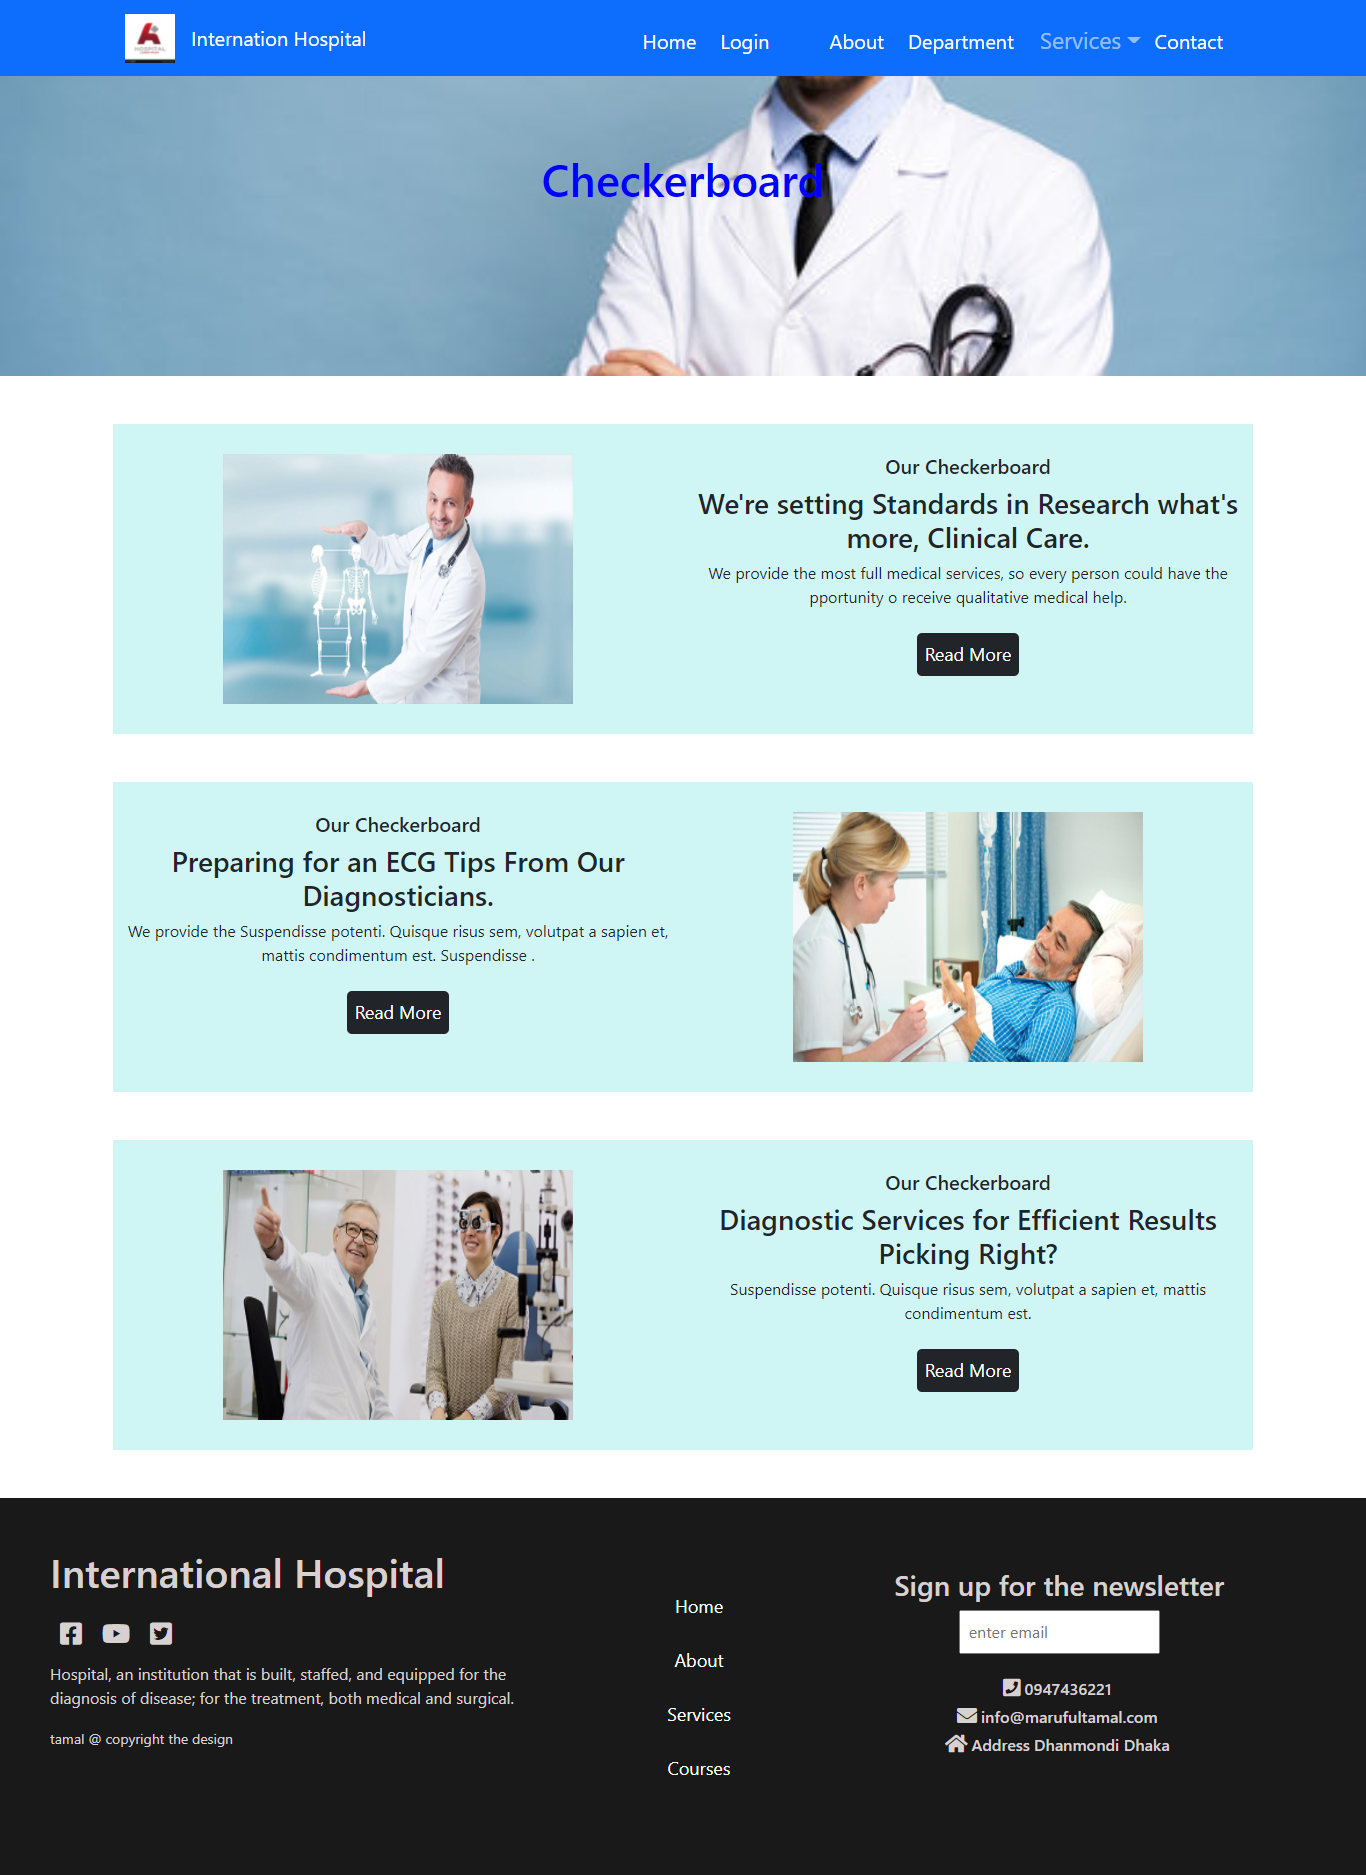 HOSPITAL
Internation Hospital
Home Login About Department Services Contact
Checkerboard
Our Checkerboard
We're setting Standards in Research what's
more, Clinical Care.
We provide the most full medical services, so every person could have the
pportunity o receive qualitative medical help.
Read More
Our Checkerboard
Preparing for an ECG Tips From Our
Diagnosticians.
We provide the Suspendisse potenti. Quisque risus sem, volutpat a sapien et,
mattis condimentum est. Suspendisse .
Read More
Our Checkerboard
Diagnostic Services for Efficient Results
Picking Right?
Suspendisse potenti. Quisque risus sem, volutpat a sapien et, mattis
condimentum est.
Read More
International Hospital
Hospital, an institution that is built, staffed, and equipped for the
diagnosis of disease; for the treatment, both medical and surgical.
tamal @ copyright the design
Home
About
Services
Courses
Sign up for the newsletter
enter email
0947436221
info@marufultamal.com
Address Dhanmondi Dhaka